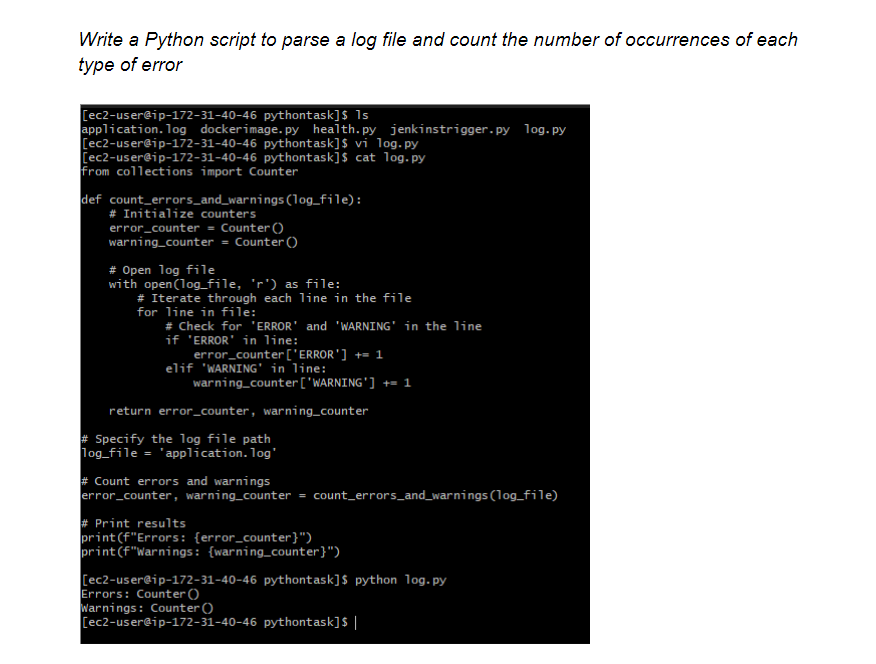 Write a Python script to parse a log file and count the number of occurrences of each
type of error
[ec2-user@ip-172-31-40-46 pythontask]$ ls
application.log  dockerimage.py  health.py  jenkinstrigger.py  log.py
[ec2-user@ip-172-31-40-46 pythontask]$ vi log.py
[ec2-user@ip-172-31-40-46 pythontask]$ cat log.py
from collections import Counter
def count_errors_and_warnings(log_file):
    # Initialize counters
    error_counter = Counter()
    warning_counter = Counter()
    # Open log file
    with open(log_file, 'r') as file:
        # Iterate through each line in the file
        for line in file:
            # Check for 'ERROR' and 'WARNING' in the line
            if 'ERROR' in line:
                error_counter['ERROR'] += 1
            elif 'WARNING' in line:
                warning_counter['WARNING'] += 1
    return error_counter, warning_counter
# Specify the log file path
log_file = 'application.log'
# Count errors and warnings
error_counter, warning_counter = count_errors_and_warnings(log_file)
# Print results
print(f"Errors: {error_counter}")
print(f"Warnings: {warning_counter}")
[ec2-user@ip-172-31-40-46 pythontask]$ python log.py
Errors: Counter()
Warnings: Counter()
[ec2-user@ip-172-31-40-46 pythontask]$